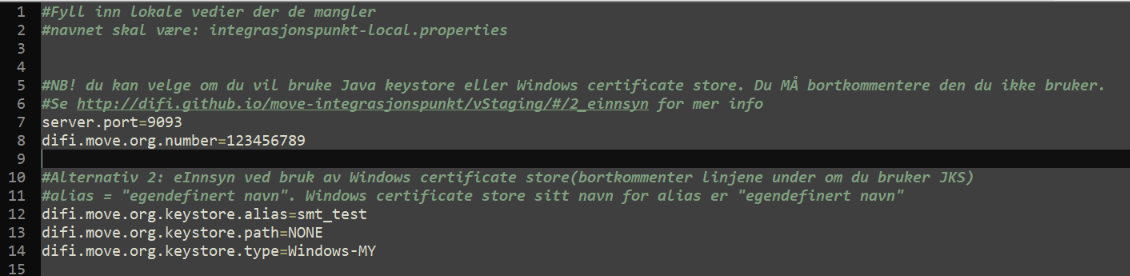 1 #Fyll inn lokale vedier der de mangler
2 #navnet skal være: integrasjonspunkt-local.properties
3
4
5 #NB! du kan velge om du vil bruke Java keystore eller Windows certificate store. Du MÅ bortkommentere den du ikke bruker.
6 #Se http://difi.github.io/move-integrasjonspunkt/vStaging/#/2_einnsyn for mer info
7 server.port=9093
8 difi.move.org.number=123456789
9
10 #Alternativ 2: eInnsyn ved bruk av Windows certificate store(bortkommenter linjene under om du bruker JKS)
11 #alias = "egendefinert navn". Windows certificate store sitt navn for alias er "egendefinert navn"
12 difi.move.org.keystore.alias=smt_test
13 difi.move.org.keystore.path=NONE
14 difi.move.org.keystore.type=Windows-MY
15